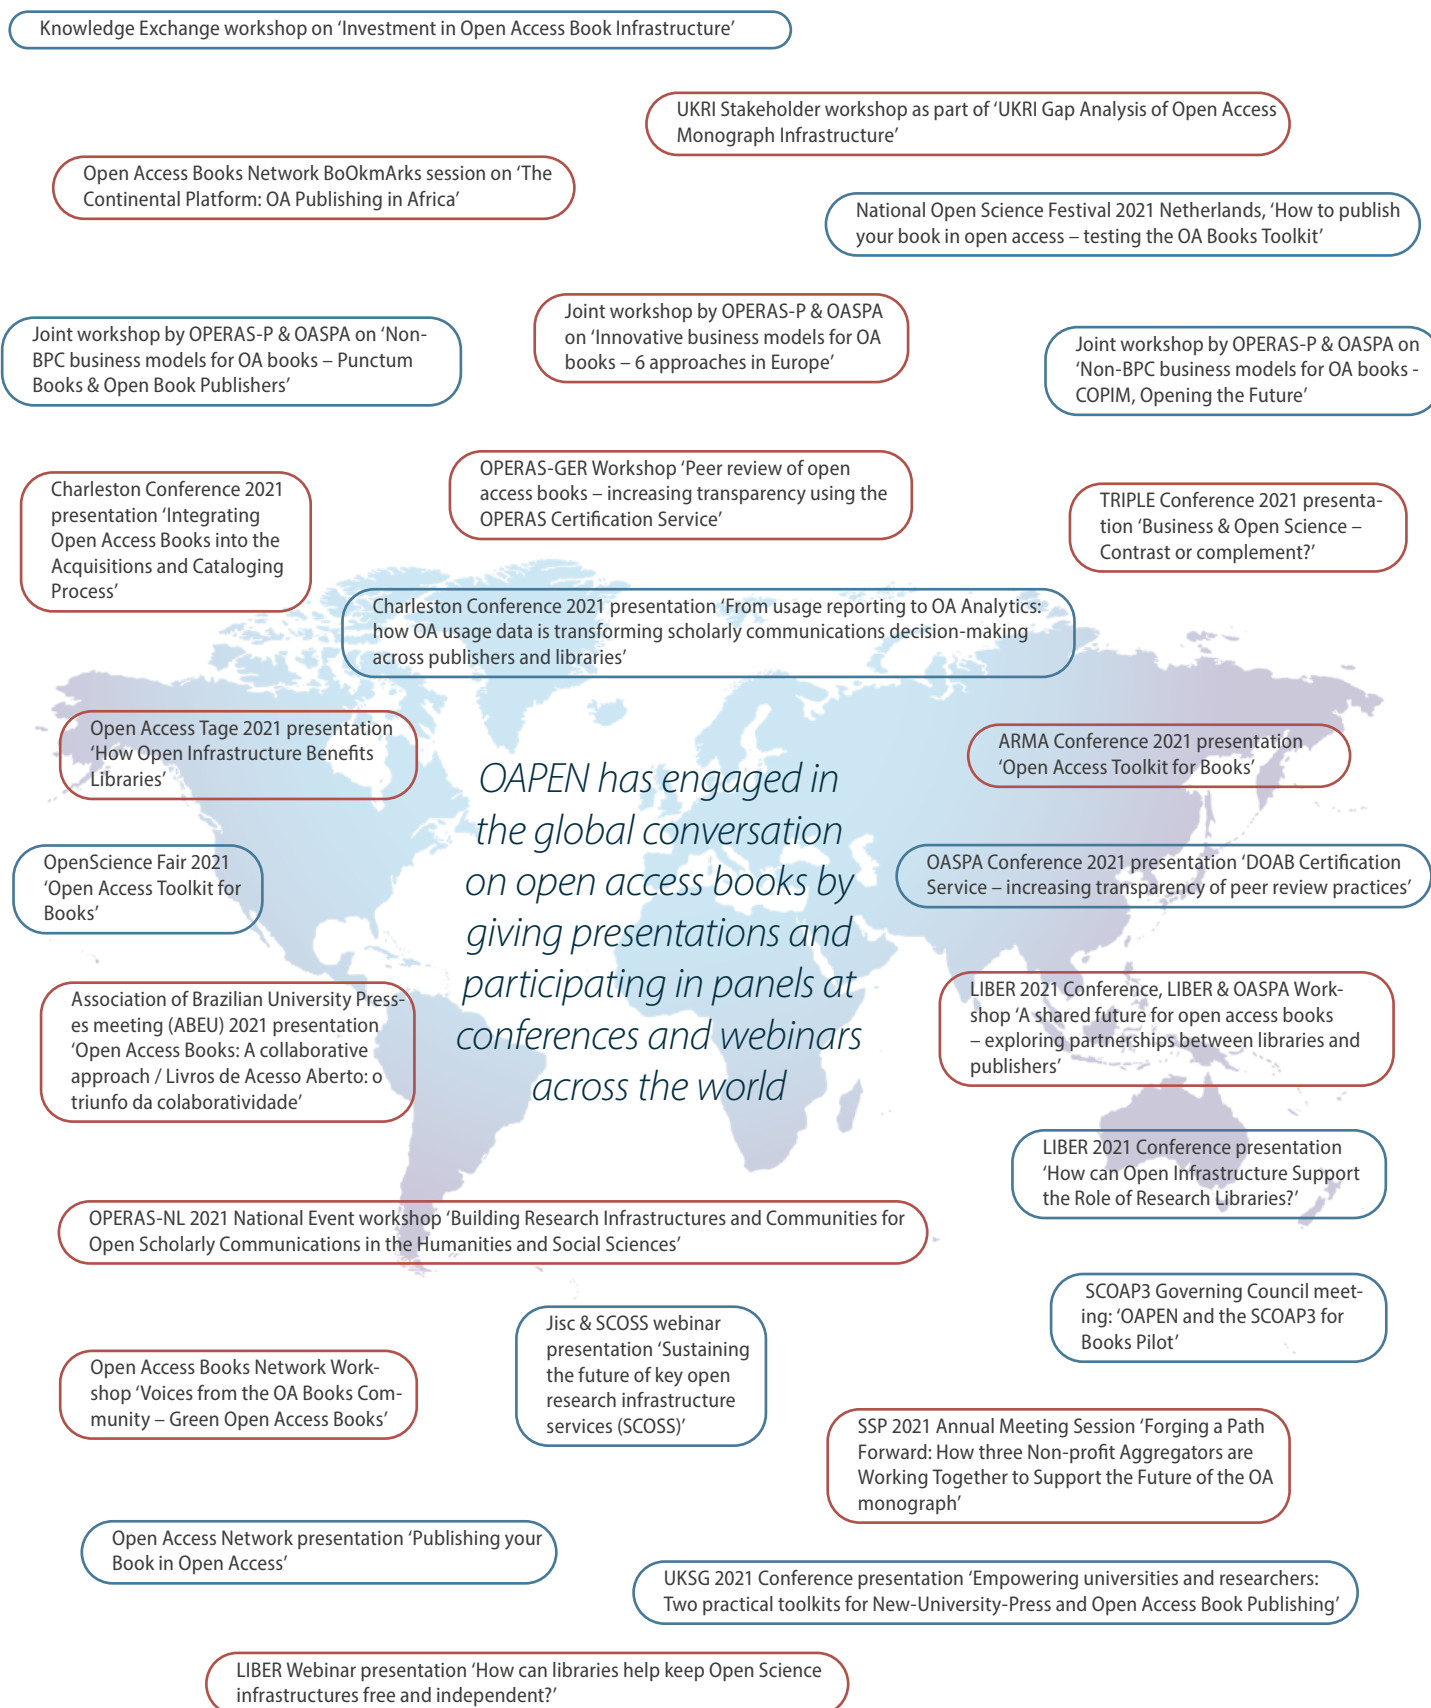 Knowledge Exchange workshop on ‘Investment in Open Access Book Infrastructure’
UKRI Stakeholder workshop as part of ‘UKRI Gap Analysis of Open Access
Monograph Infrastructure’
Open Access Books Network BoOkmArks session on ‘The
Continental Platform: OA Publishing in Africa’
National Open Science Festival 2021 Netherlands, ‘How to publish
your book in open access – testing the OA Books Toolkit’
Joint workshop by OPERAS-P & OASPA on ‘Non-
BPC business models for OA books – Punctum
Books & Open Book Publishers’
Joint workshop by OPERAS-P & OASPA
on ‘Innovative business models for OA
books – 6 approaches in Europe’
Joint workshop by OPERAS-P & OASPA on
‘Non-BPC business models for OA books -
COPIM, Opening the Future’
Charleston Conference 2021
presentation ‘Integrating
Open Access Books into the
Acquisitions and Cataloging
Process’
OPERAS-GER Workshop ‘Peer review of open
access books – increasing transparency using the
OPERAS Certification Service’
TRIPLE Conference 2021 presenta-
tion ‘Business & Open Science –
Contrast or complement?’
Charleston Conference 2021 presentation ‘From usage reporting to OA Analytics:
how OA usage data is transforming scholarly communications decision-making
across publishers and libraries’
Open Access Tage 2021 presentation
‘How Open Infrastructure Benefits
Libraries’
ARMA Conference 2021 presentation
‘Open Access Toolkit for Books’
OAPEN has engaged in
the global conversation
on open access books by
giving presentations and
participating in panels at
conferences and webinars
across the world
OpenScience Fair 2021
‘Open Access Toolkit for
Books’
OASPA Conference 2021 presentation ‘DOAB Certification
Service – increasing transparency of peer review practices’
Association of Brazilian University Press-
es meeting (ABEU) 2021 presentation
‘Open Access Books: A collaborative
approach / Livros de Acesso Aberto: o
triunfo da colaboratividade’
LIBER 2021 Conference, LIBER & OASPA Work-
shop ‘A shared future for open access books
– exploring partnerships between libraries and
publishers’
LIBER 2021 Conference presentation
‘How can Open Infrastructure Support
the Role of Research Libraries?’
OPERAS-NL 2021 National Event workshop ‘Building Research Infrastructures and Communities for
Open Scholarly Communications in the Humanities and Social Sciences’
SCOAP3 Governing Council meet-
ing: ‘OAPEN and the SCOAP3 for
Books Pilot’
Jisc & SCOSS webinar
presentation ‘Sustaining
the future of key open
research infrastructure
services (SCOSS)’
Open Access Books Network Work-
shop ‘Voices from the OA Books Com-
munity – Green Open Access Books’
SSP 2021 Annual Meeting Session ‘Forging a Path
Forward: How three Non-profit Aggregators are
Working Together to Support the Future of the OA
monograph’
Open Access Network presentation ‘Publishing your
Book in Open Access’
UKSG 2021 Conference presentation ‘Empowering universities and researchers:
Two practical toolkits for New-University-Press and Open Access Book Publishing’
LIBER Webinar presentation ‘How can libraries help keep Open Science
infrastructures free and independent?’